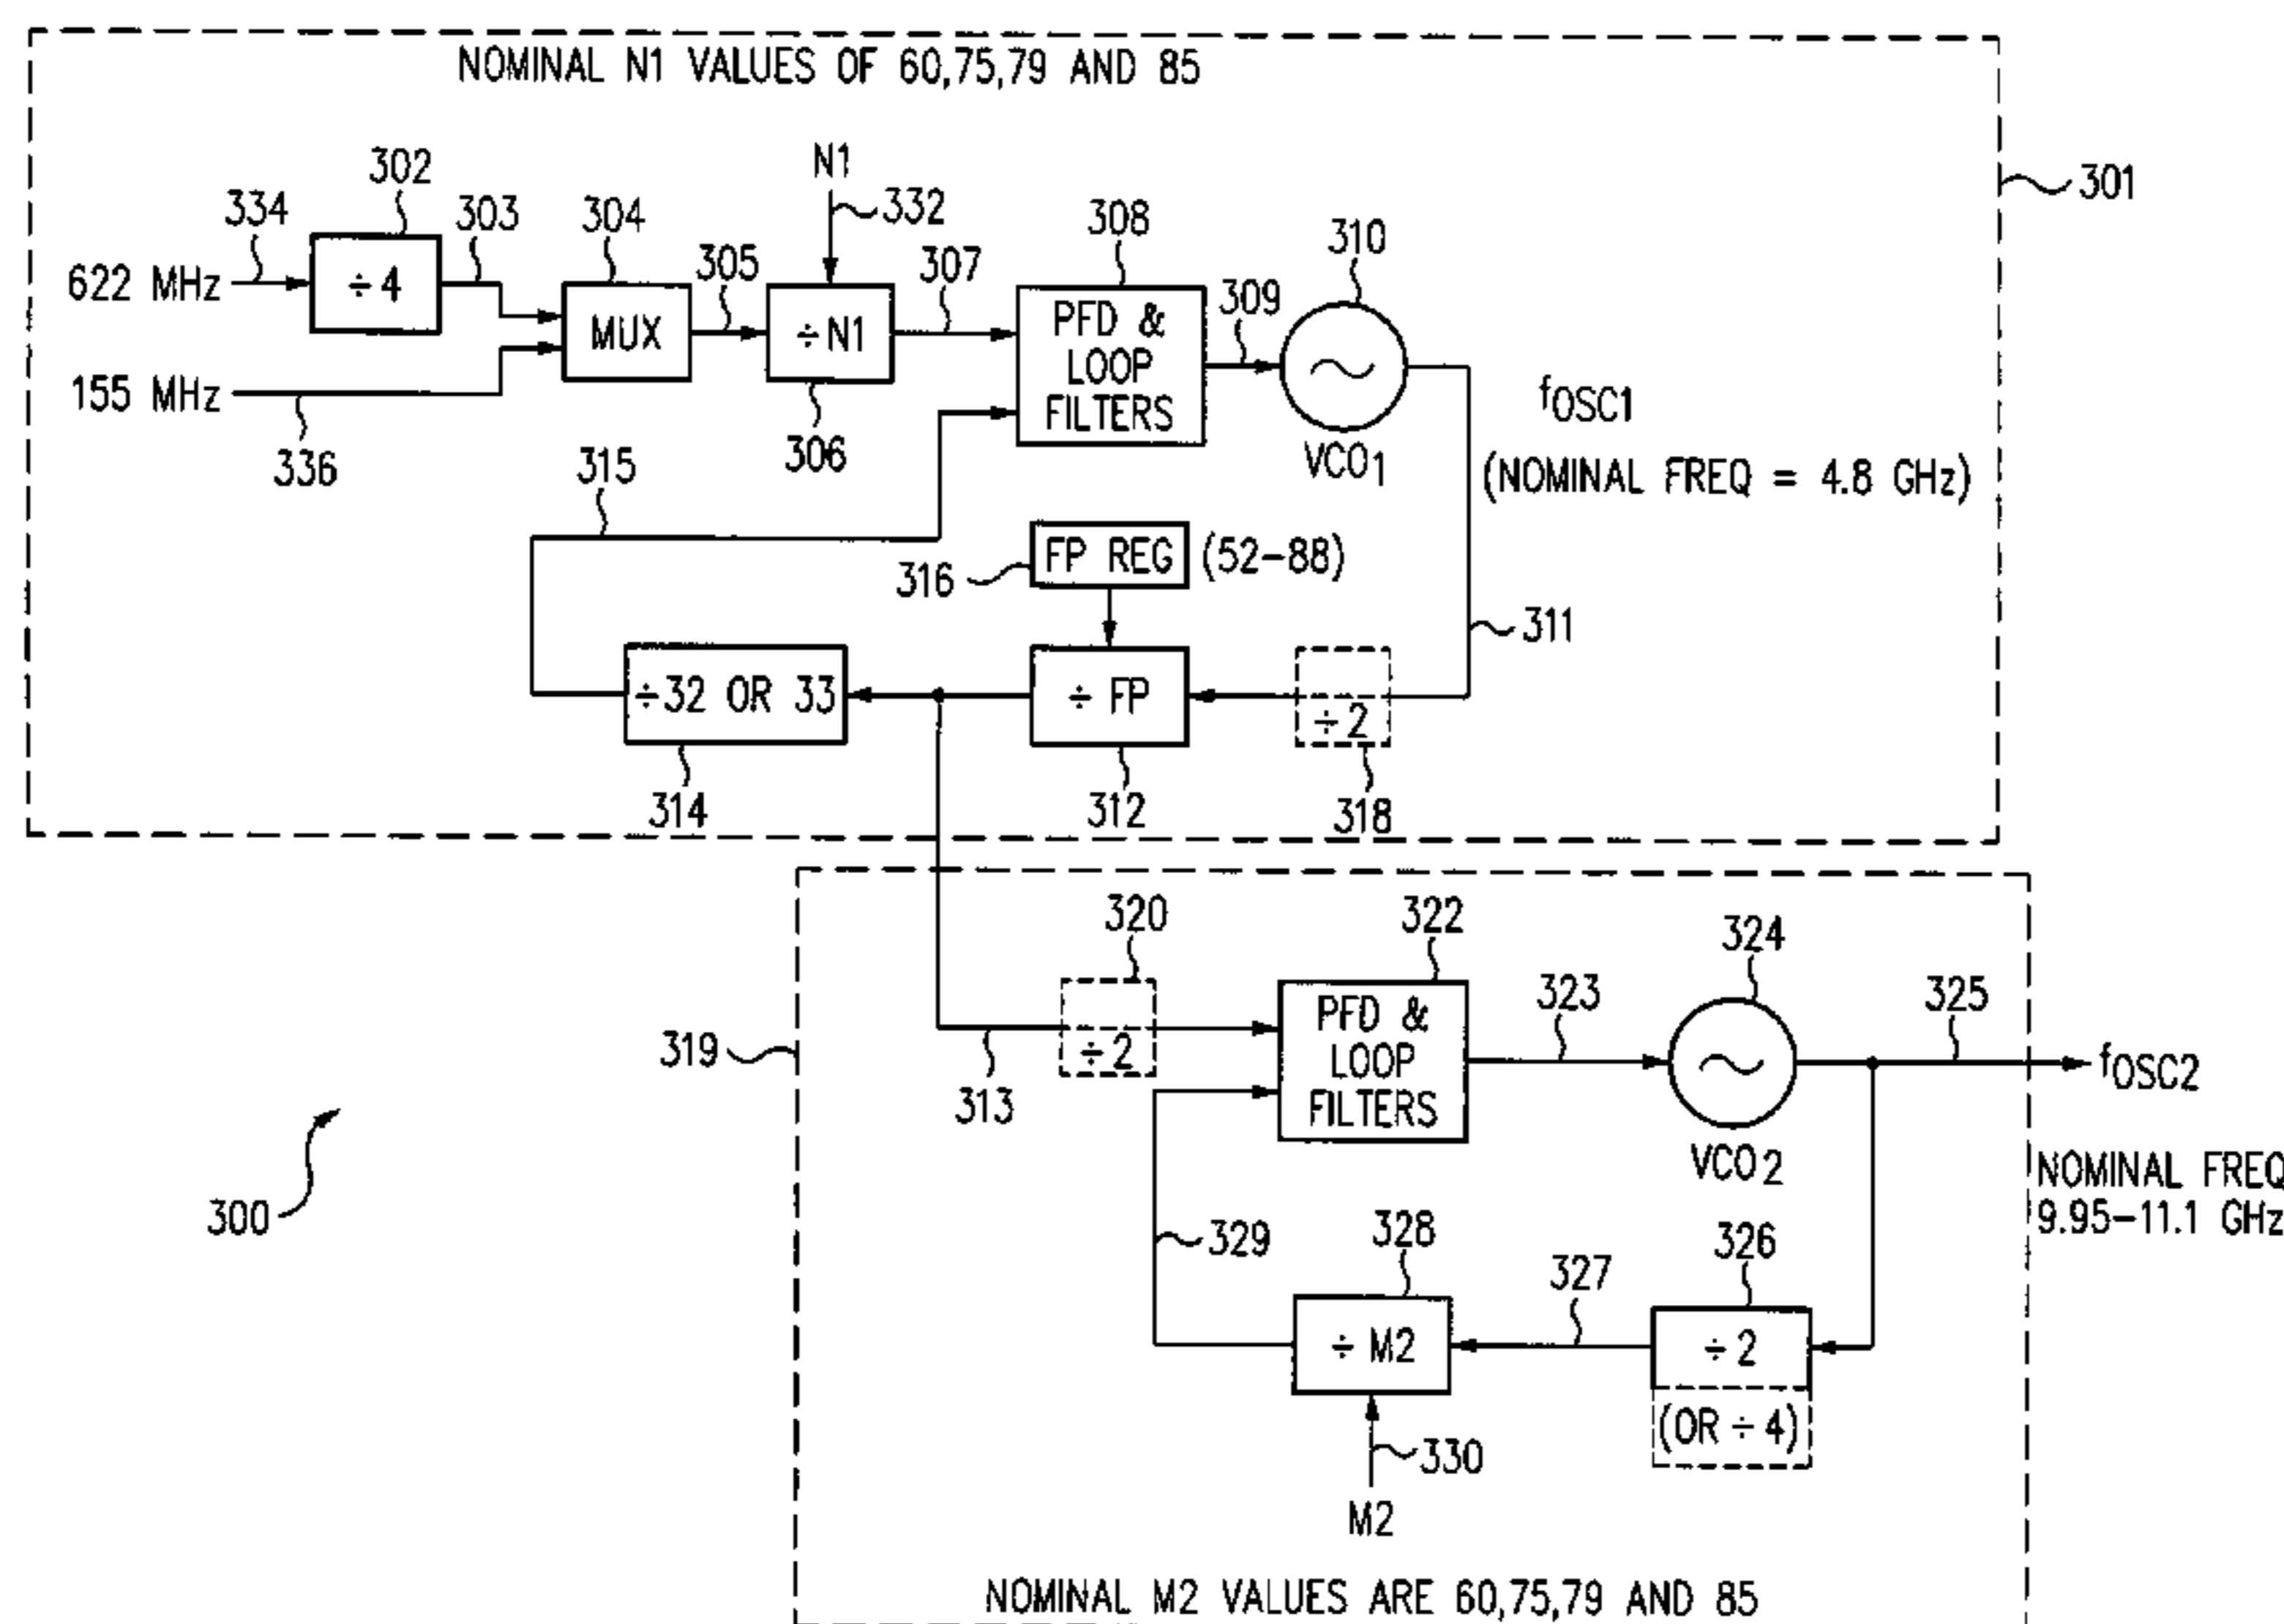 NOMINAL N1 VALUES OF 60,75,79 AND 85
301
302
334
303
304
N1
332
305
307
308
310
309
622 MHz
÷4
MUX
÷N1
PFD &
LOOP
FILTERS
155 MHz
336
306
VCO1
fOSC1
(NOMINAL FREQ = 4.8 GHz)
315
316
FP REG
(52-88)
311
÷32 OR 33
÷ FP
÷2
314
312
318
320
322
324
319
÷2
313
PFD &
LOOP
FILTERS
323
325
fOSC2
VCO2
NOMINAL FREQ
9.95-11.1 GHz
300
329
328
327
326
÷ M2
÷2
(OR ÷ 4)
330
M2
NOMINAL M2 VALUES ARE 60,75,79 AND 85